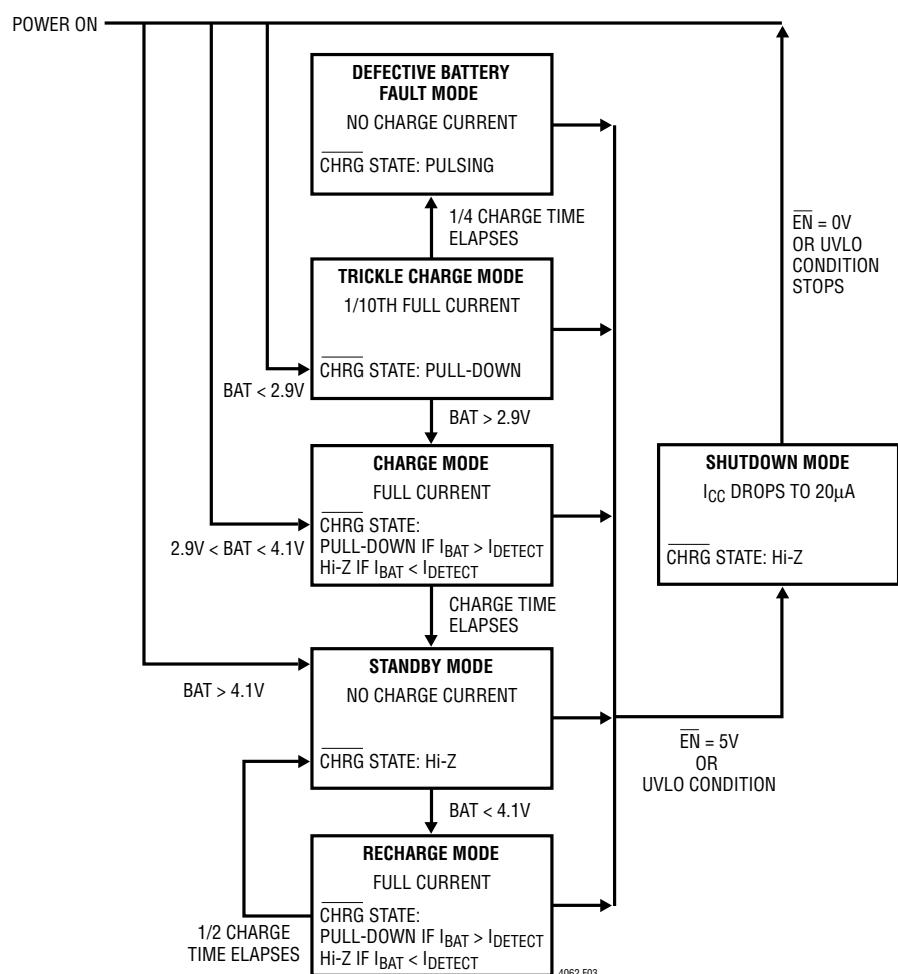 POWER ON
DEFECTIVE BATTERY
FAULT MODE
NO CHARGE CURRENT
CHRG STATE: PULSING
1/4 CHARGE TIME
ELAPSES
TRICKLE CHARGE MODE
1/10TH FULL CURRENT
CHRG STATE: PULL-DOWN
BAT < 2.9V
BAT > 2.9V
CHARGE MODE
FULL CURRENT
CHRG STATE:
PULL-DOWN IF IBAT > IDETECT
Hi-Z IF IBAT < IDETECT
2.9V < BAT < 4.1V
CHARGE TIME
ELAPSES
STANDBY MODE
NO CHARGE CURRENT
CHRG STATE: Hi-Z
BAT > 4.1V
BAT < 4.1V
RECHARGE MODE
FULL CURRENT
CHRG STATE:
PULL-DOWN IF IBAT > IDETECT
Hi-Z IF IBAT < IDETECT
1/2 CHARGE
TIME ELAPSES
EN = 0V
OR UVLO
CONDITION
STOPS
SHUTDOWN MODE
ICC DROPS TO 20µA
CHRG STATE: Hi-Z
EN = 5V
OR
UVLO CONDITION
4062 F03